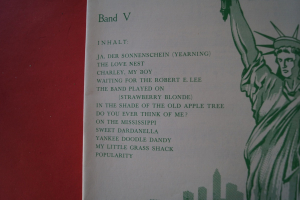 Band V
INHALT:
JA, DER SONNENSCHEIN (YEARNING)
THE LOVE NEST
CHARLEY, MY BOY
WAITING FOR THE ROBERT E. LEE
THE BAND PLAYED ON
(STRAWBERRY BLONDE)
IN THE SHADE OF THE OLD APPLE TREE
DO YOU EVER THINK OF ME?
ON THE MISSISSIPPI
SWEET DARDANELLA
YANKEE DOODLE DANDY
MY LITTLE GRASS SHACK
POPULARITY